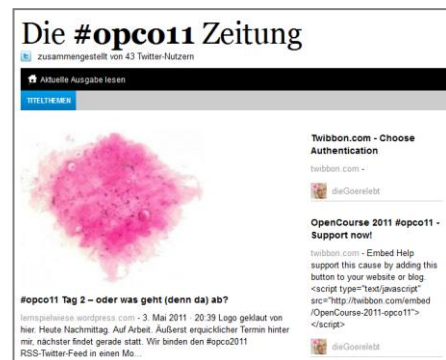 Die #opco11 Zeitung
zusammengestellt von 43 Twitter-Nutzern
Aktuelle Ausgabe lesen
TITELTHEMEN
#opco11 Tag 2 – oder was geht (denn da) ab?
lernspielwiese.wordpress.com - 3. Mai 2011 · 20:39 Logo geklaut von
hier. Heute Nachmittag. Auf Arbeit. Äußerst erquicklicher Termin hinter
mir, nächster findet gerade statt. Wir binden den #opco2011
RSS-Twitter-Feed in einen Mo...
Twibbon.com - Choose
Authentication
twibbon.com -
dieGoerelebt
OpenCourse 2011 #opco11 -
Support now!
twibbon.com - Embed Help
support this cause by adding this
button to your website or blog.
<script type="text/javascript"
src="http://twibbon.com/embed
/OpenCourse-2011-opco11">
</script>
dieGoerelebt